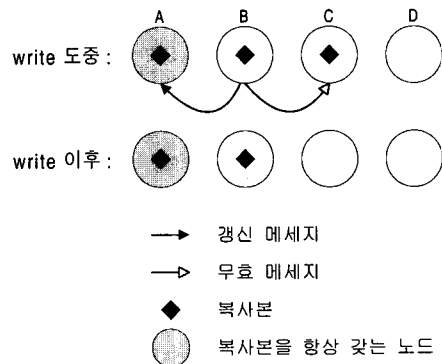 A B C D
write 도중 :
write 이후 :
갱신 메세지
무효 메세지
복사본
복사본을 항상 갖는 노드